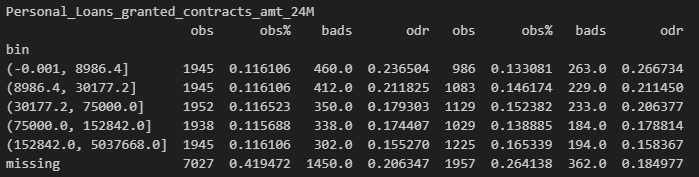 Personal_Loans_granted_contracts_amt_24M
obs obs% bads odr obs obs% bads odr
bin
(-0.001, 8986.4] 1945 0.116106 460.0 0.236504 986 0.133081 263.0 0.266734
(8986.4, 30177.2] 1945 0.116106 412.0 0.211825 1083 0.146174 229.0 0.211450
(30177.2, 75000.0] 1952 0.116523 350.0 0.179303 1129 0.152382 233.0 0.206377
(75000.0, 152842.0] 1938 0.115688 338.0 0.174407 1029 0.138885 184.0 0.178814
(152842.0, 5037668.0] 1945 0.116106 302.0 0.155270 1225 0.165339 194.0 0.158367
missing 7027 0.419472 1450.0 0.206347 1957 0.264138 362.0 0.184977